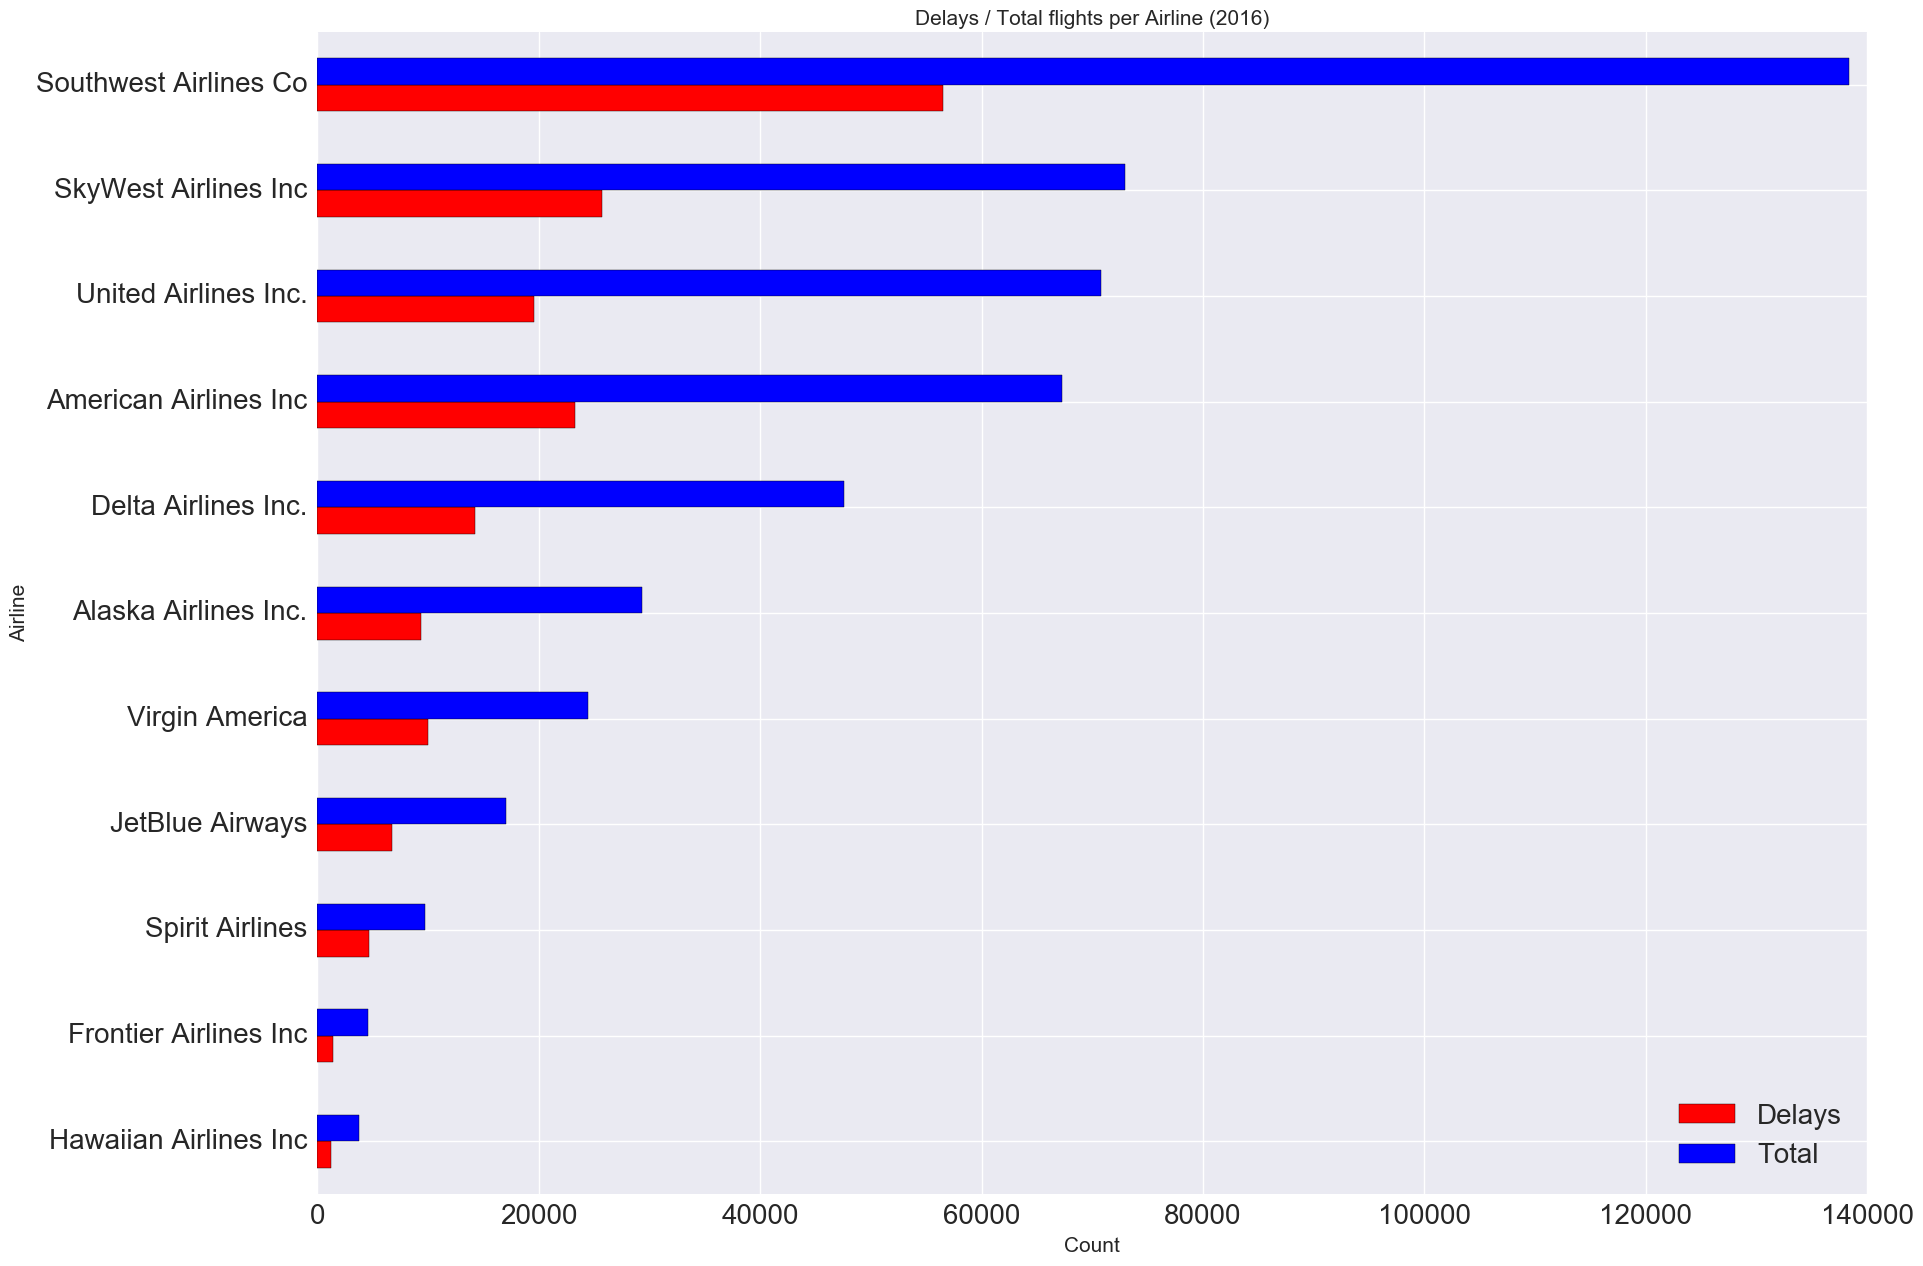 Delays / Total flights per Airline (2016)
Southwest Airlines Co
SkyWest Airlines Inc
United Airlines Inc.
American Airlines Inc
Delta Airlines Inc.
Alaska Airlines Inc.
Virgin America
JetBlue Airways
Spirit Airlines
Frontier Airlines Inc
Hawaiian Airlines Inc
Airline
Delays
Total
0 20000 40000 60000 80000 100000 120000 140000
Count